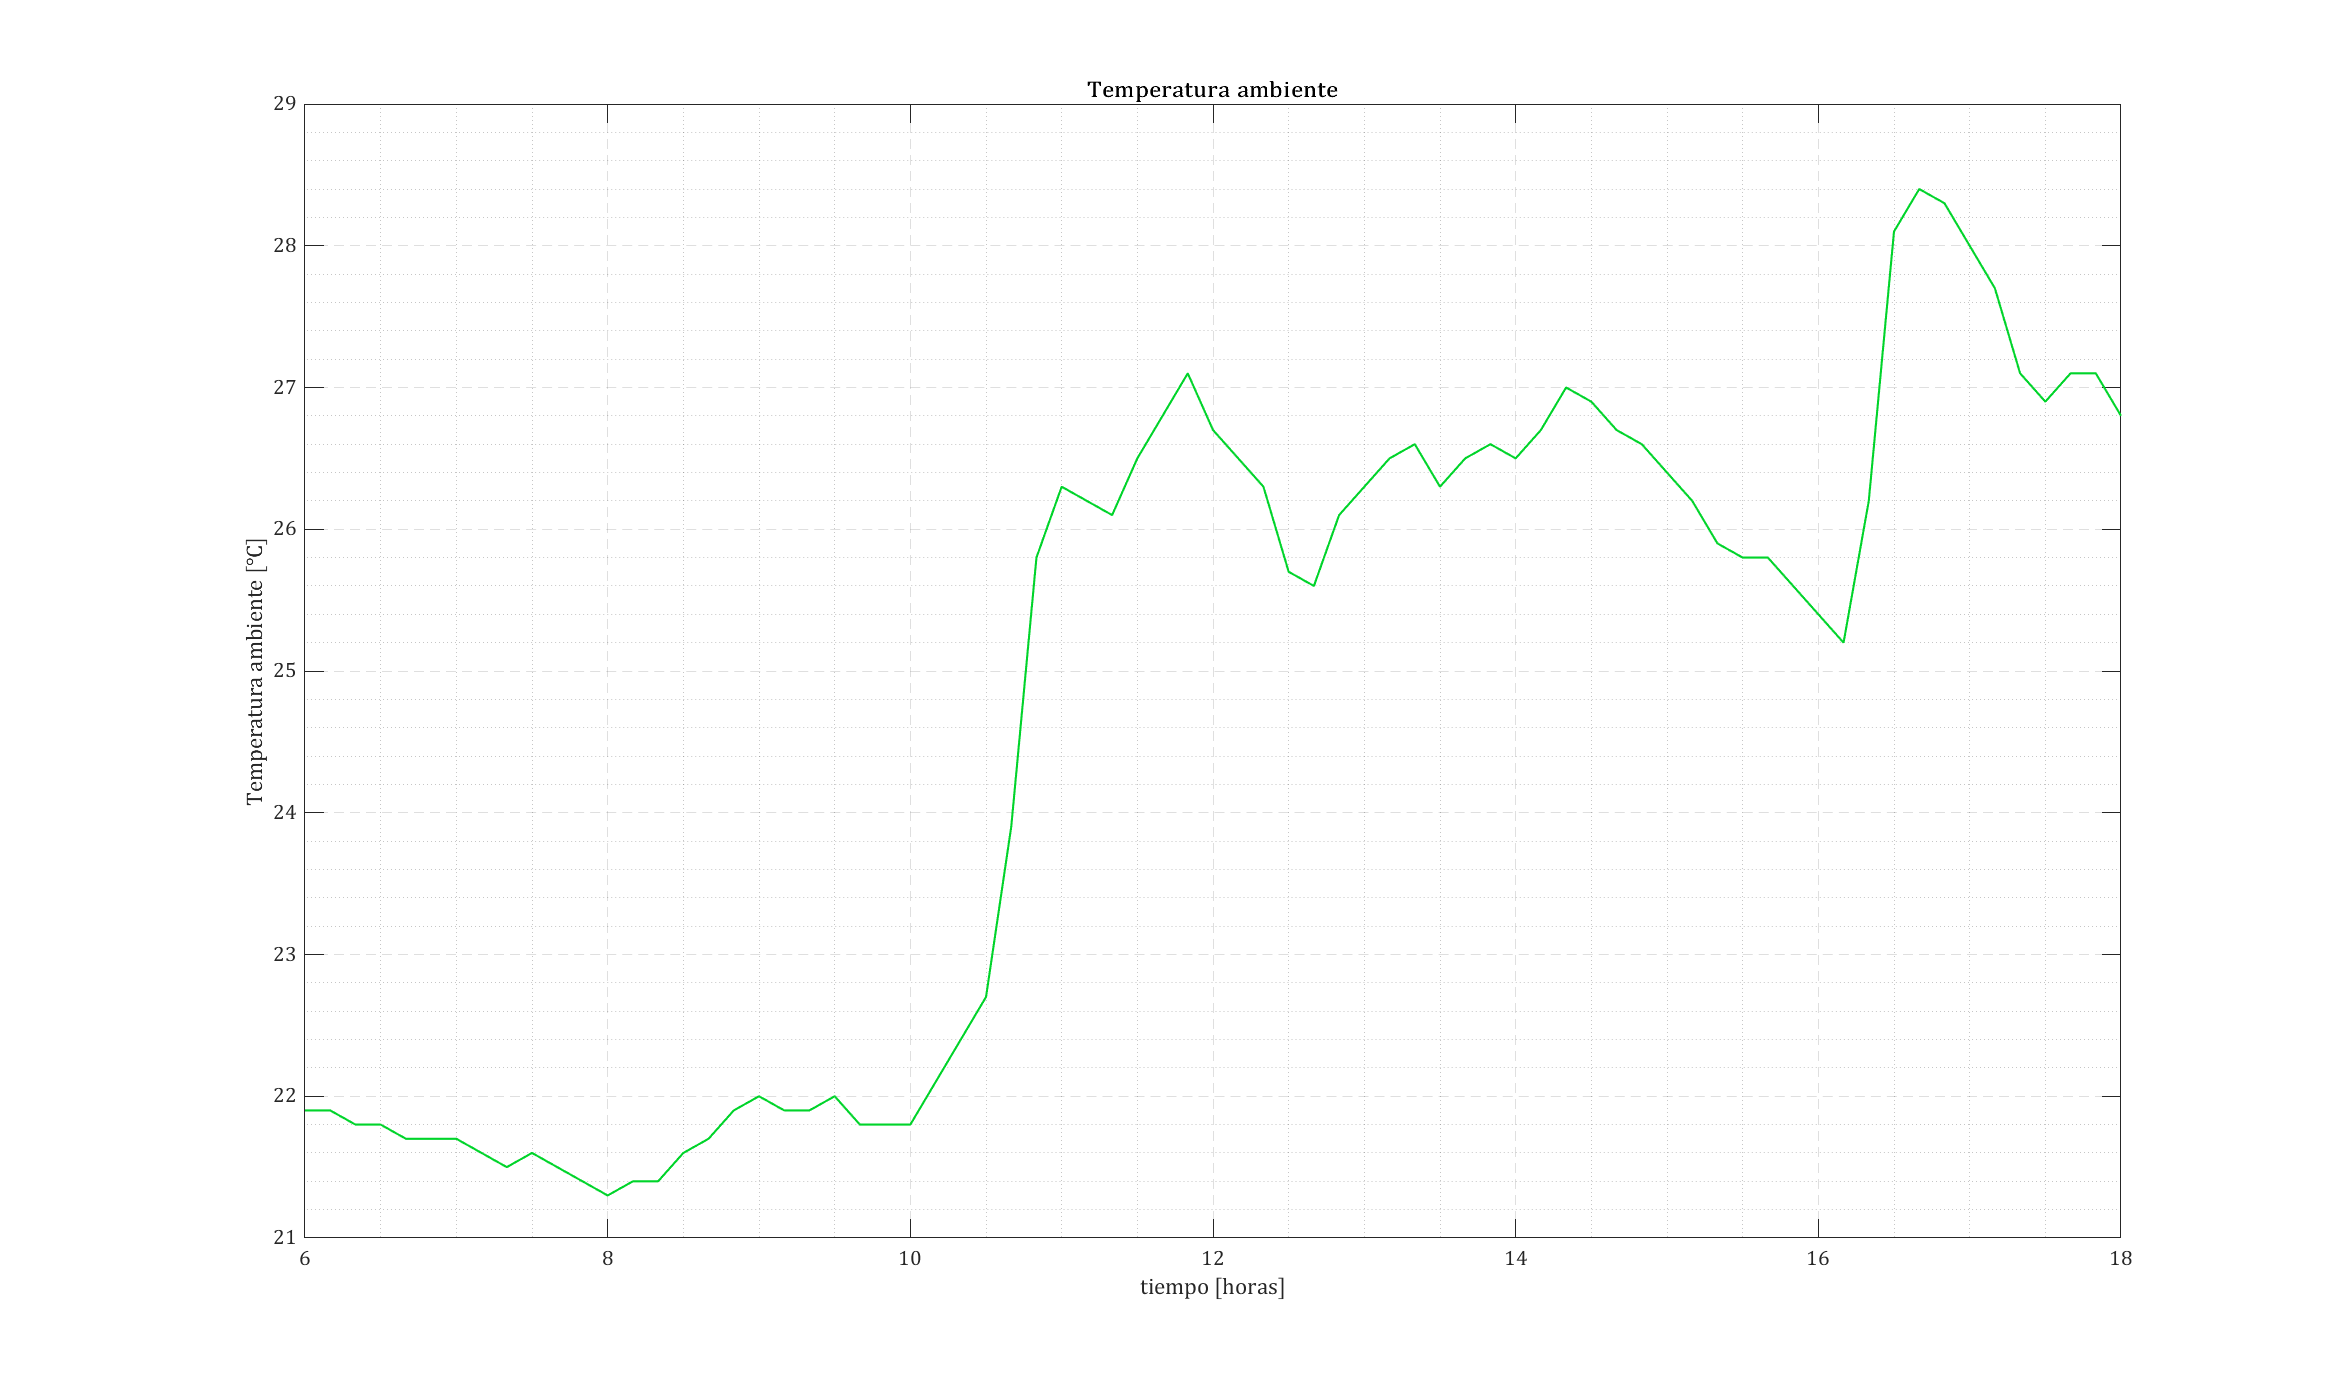 Temperatura ambiente
29
28
27
26
25
24
23
22
21
Temperatura ambiente [°C]
6 8 10 12 14 16 18
tiempo [horas]